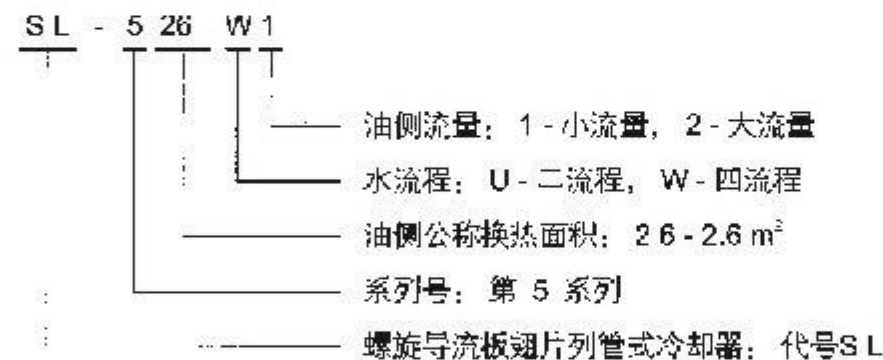 SL - 5 26 W 1
油侧流量：1-小流量，2-大流量
水流程：U-二流程，W-四流程
油侧公称换热面积：26-2.6m²
系列号：第 5 系列
螺旋导流板翅片列管式冷却器：代号SL